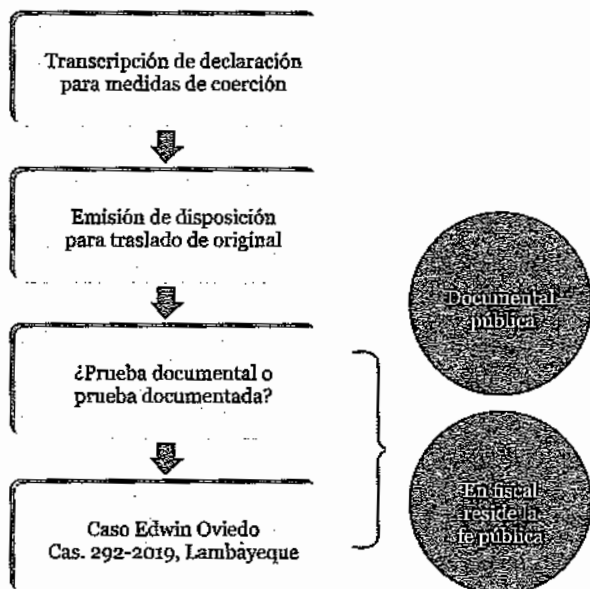 Transcripción de declaración
para medidas de coerción
Emisión de disposición
para traslado de original
¿Prueba documental o
prueba documentada?
Caso Edwin Oviedo
Cas. 292-2019, Lambayeque
Documental
pública
En fiscal
reside la
fe pública